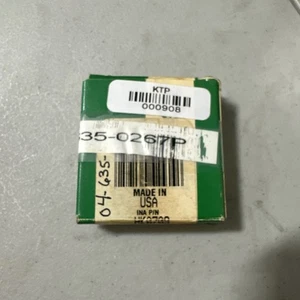 KTP
000908
35-0267P
04-635-
MADE IN
USA
INA P/N